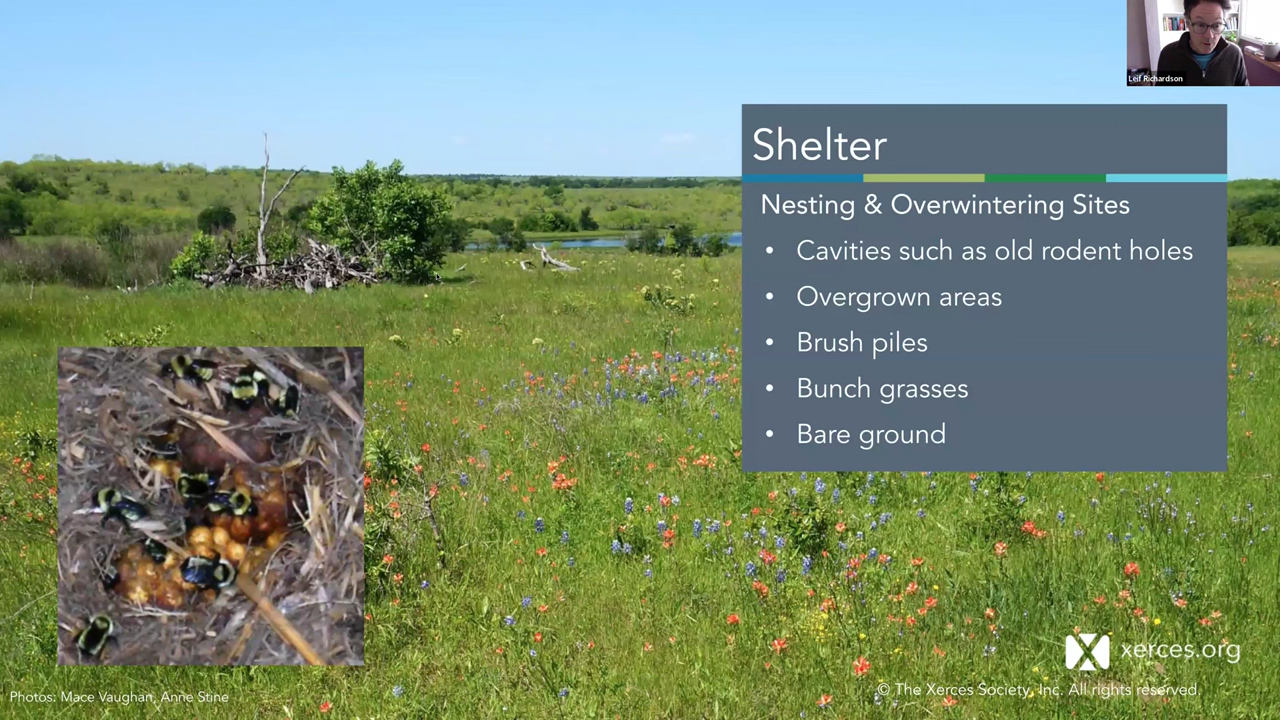 Leif Richardson
Shelter
Nesting & Overwintering Sites
• Cavities such as old rodent holes
• Overgrown areas
• Brush piles
• Bunch grasses
• Bare ground
xerces.org
Photos: Mace Vaughan, Anne Stine
© The Xerces Society, Inc. All rights reserved.